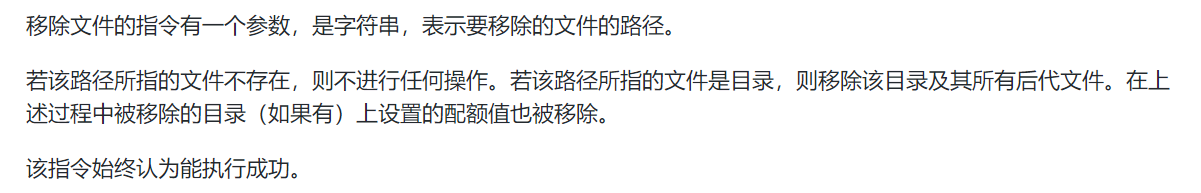 移除文件的指令有一个参数，是字符串，表示要移除的文件的路径。
若该路径所指的文件不存在，则不进行任何操作。若该路径所指的文件是目录，则移除该目录及其所有后代文件。在上
述过程中被移除的目录（如果有）上设置的配额值也被移除。
该指令始终认为能执行成功。